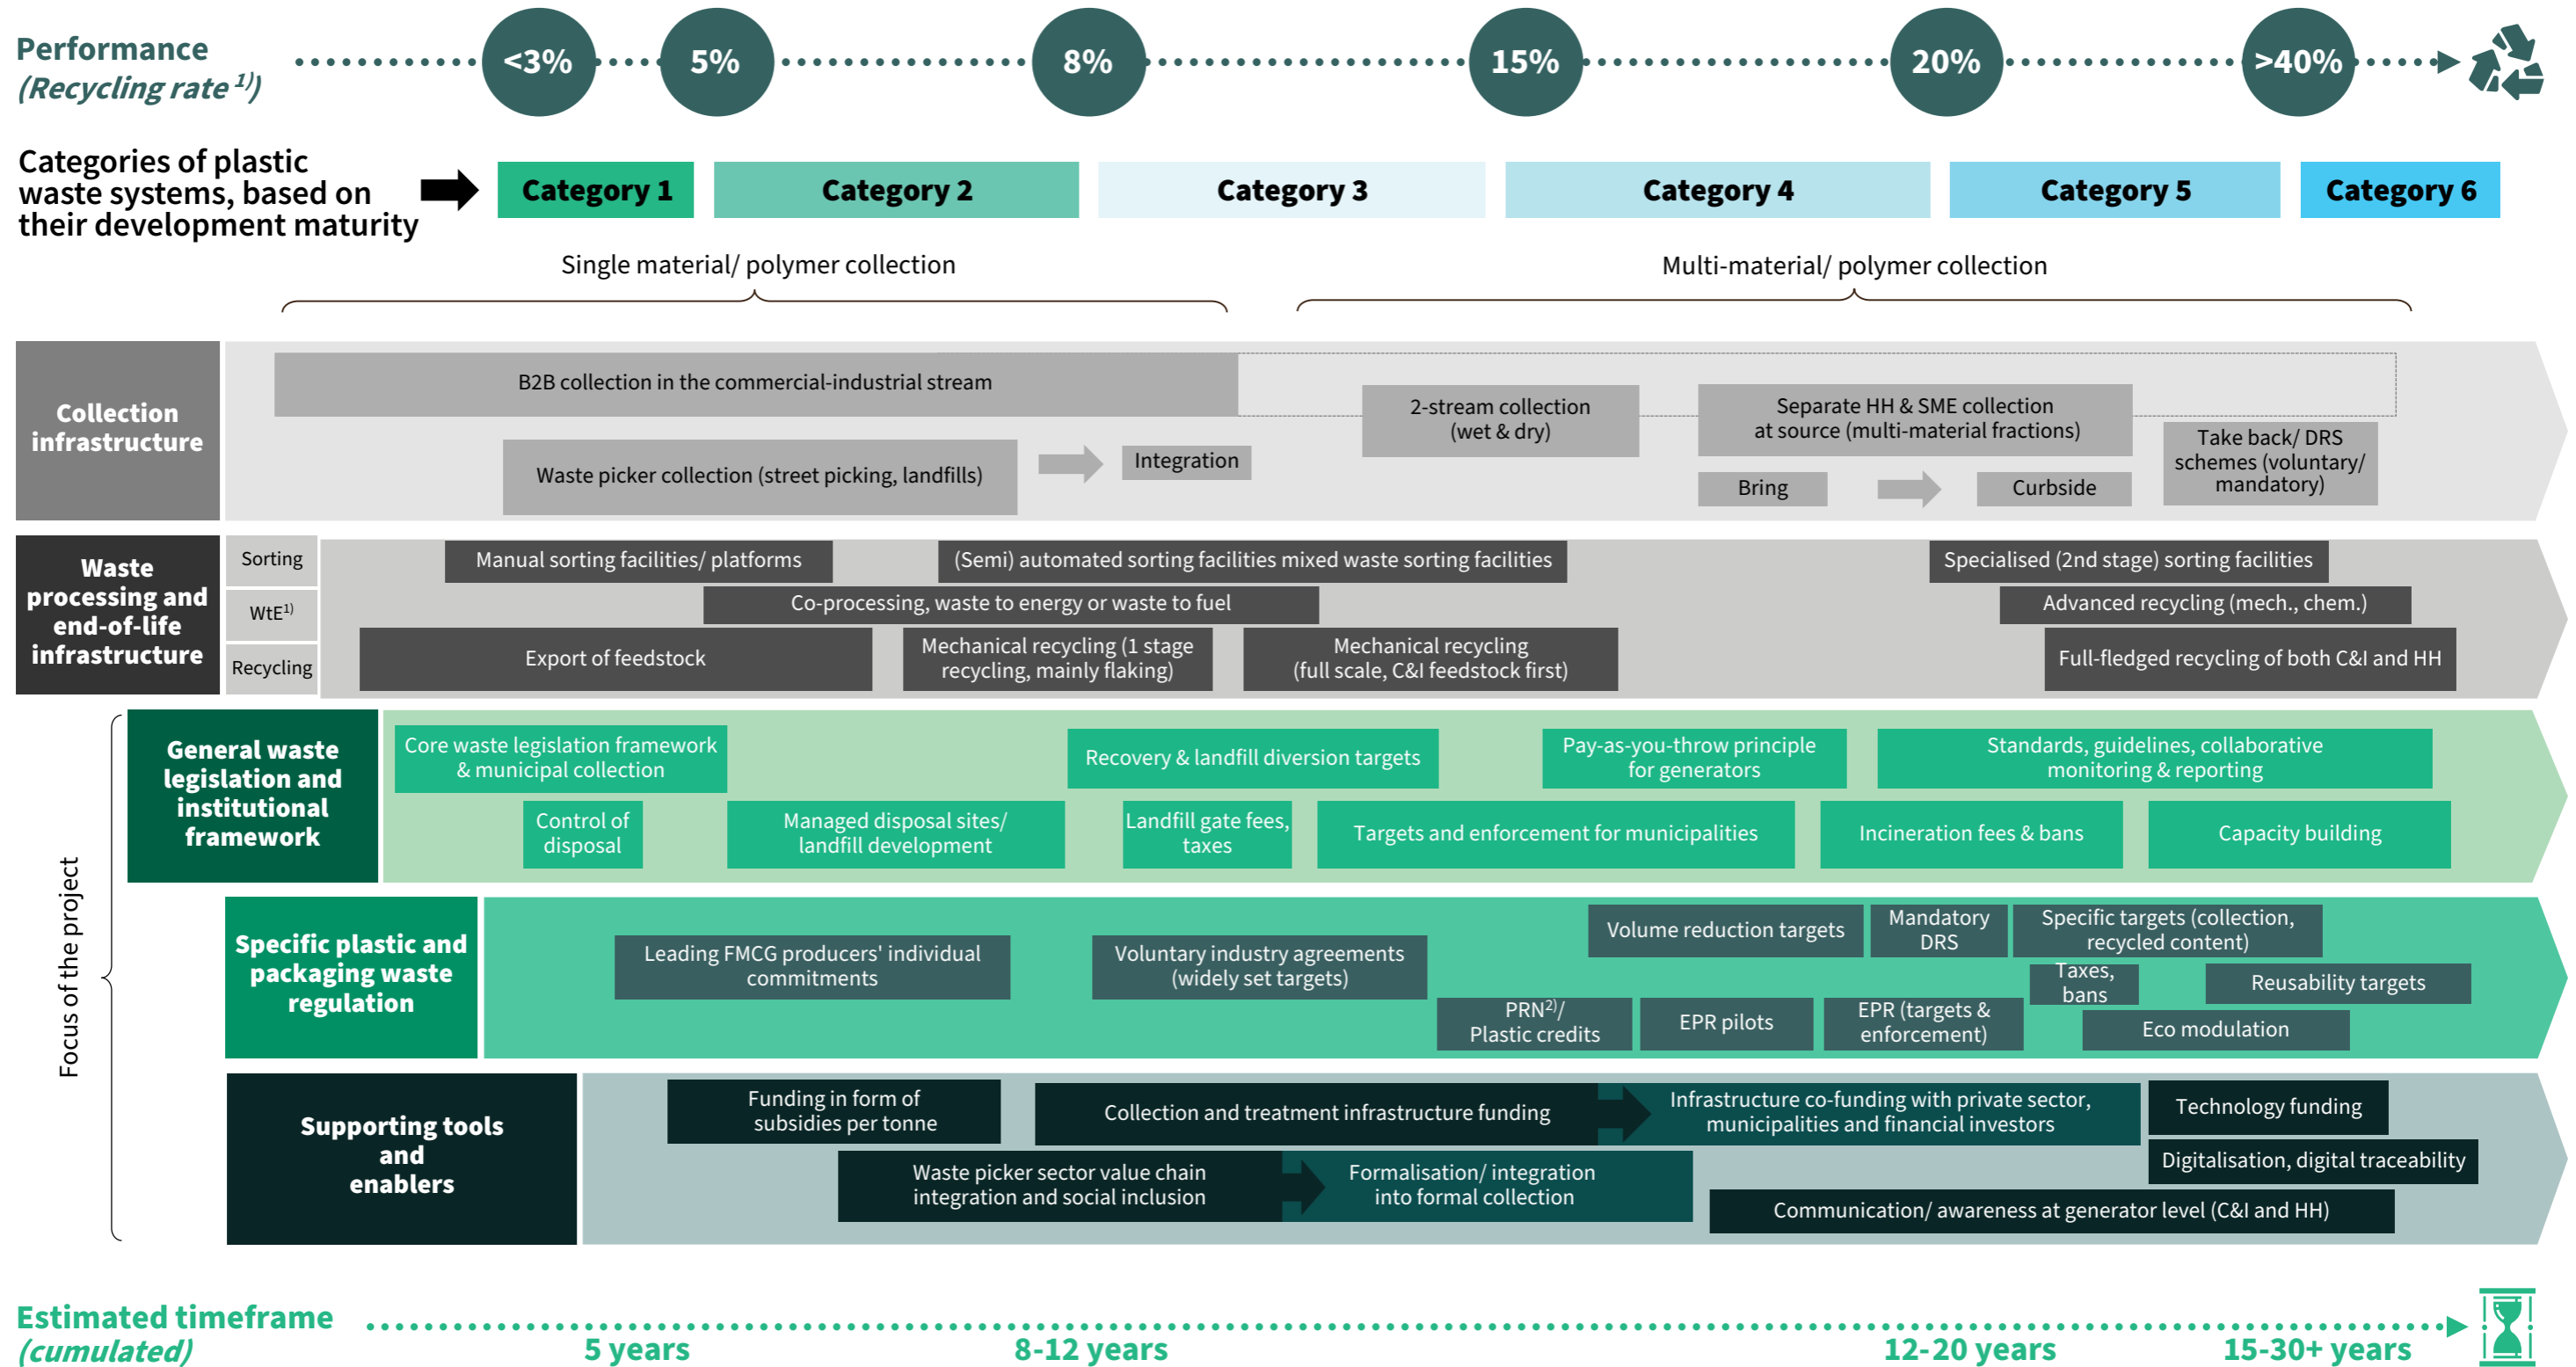 Performance
(Recycling rate 1))
<3%
5%
8%
15%
20%
>40%
Categories of plastic
waste systems, based on
their development maturity
Category 1
Category 2
Category 3
Category 4
Category 5
Category 6
Single material/ polymer collection
Multi-material/ polymer collection
Collection
infrastructure
B2B collection in the commercial-industrial stream
2-stream collection
(wet & dry)
Separate HH & SME collection
at source (multi-material fractions)
Take back/ DRS
schemes (voluntary/
mandatory)
Waste picker collection (street picking, landfills)
Integration
Bring
Curbside
Waste
processing and
end-of-life
infrastructure
Sorting
WtE1)
Recycling
Manual sorting facilities/ platforms
(Semi) automated sorting facilities mixed waste sorting facilities
Specialised (2nd stage) sorting facilities
Co-processing, waste to energy or waste to fuel
Advanced recycling (mech., chem.)
Export of feedstock
Mechanical recycling (1 stage
recycling, mainly flaking)
Mechanical recycling
(full scale, C&I feedstock first)
Full-fledged recycling of both C&I and HH
Focus of the project
General waste
legislation and
institutional
framework
Core waste legislation framework
& municipal collection
Recovery & landfill diversion targets
Pay-as-you-throw principle
for generators
Standards, guidelines, collaborative
monitoring & reporting
Control of
disposal
Managed disposal sites/
landfill development
Landfill gate fees,
taxes
Targets and enforcement for municipalities
Incineration fees & bans
Capacity building
Specific plastic and
packaging waste
regulation
Leading FMCG producers' individual
commitments
Voluntary industry agreements
(widely set targets)
Volume reduction targets
Mandatory
DRS
Specific targets (collection,
recycled content)
Taxes,
bans
Reusability targets
PRN2)/
Plastic credits
EPR pilots
EPR (targets &
enforcement)
Eco modulation
Supporting tools
and
enablers
Funding in form of
subsidies per tonne
Collection and treatment infrastructure funding
Infrastructure co-funding with private sector,
municipalities and financial investors
Technology funding
Waste picker sector value chain
integration and social inclusion
Formalisation/ integration
into formal collection
Digitalisation, digital traceability
Communication/ awareness at generator level (C&I and HH)
Estimated timeframe
(cumulated)
5 years
8-12 years
12-20 years
15-30+ years